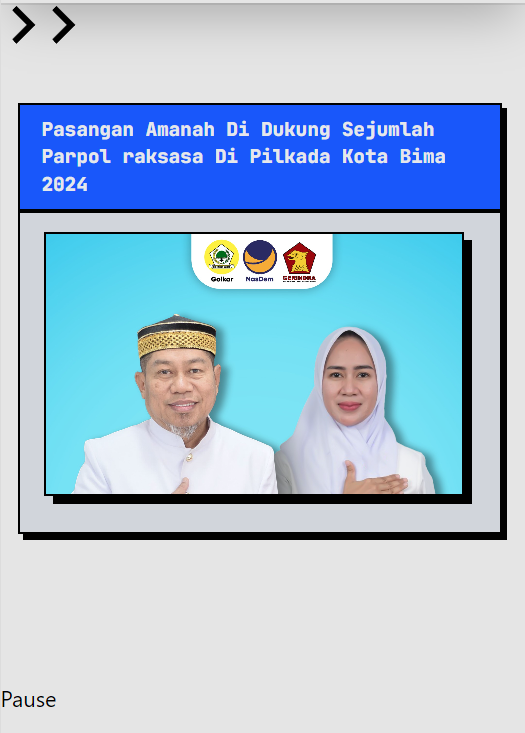 Pasangan Amanah Di Dukung Sejumlah
Parpol raksasa Di Pilkada Kota Bima
2024
Golkar NasDem GERINDRA
Pause